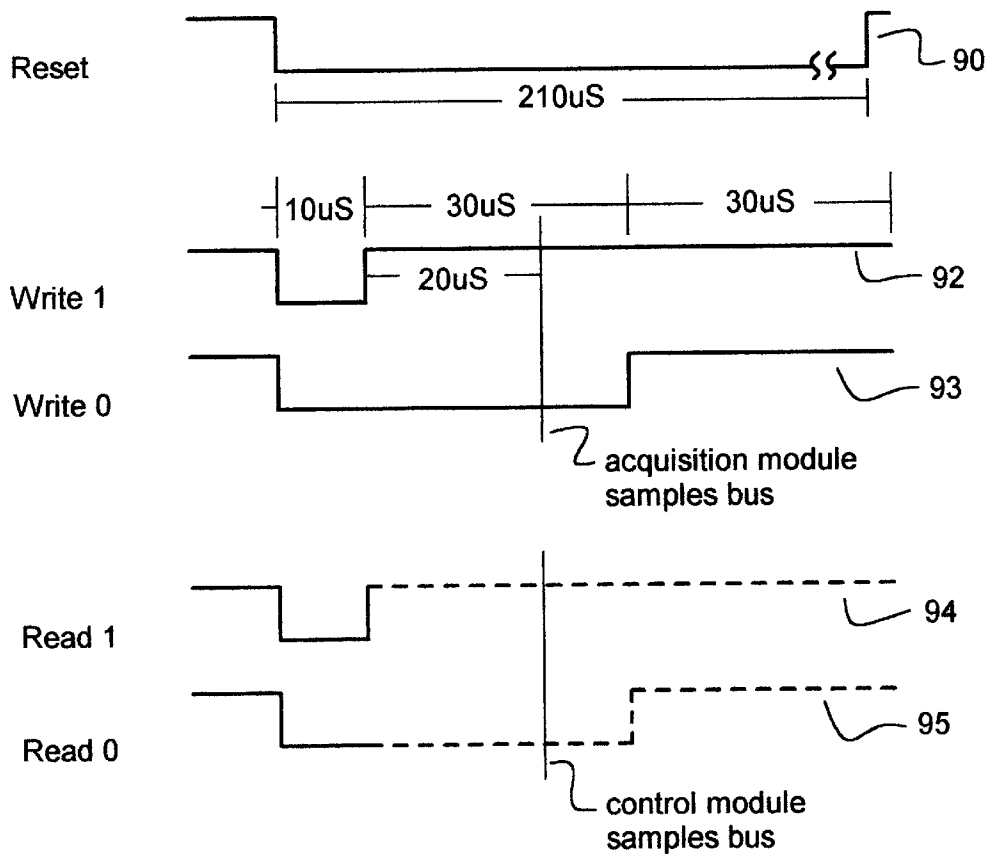 Reset
90
210uS
10uS 30uS 30uS
20uS
92
Write 1
93
Write 0
acquisition module
samples bus
94
Read 1
95
Read 0
control module
samples bus